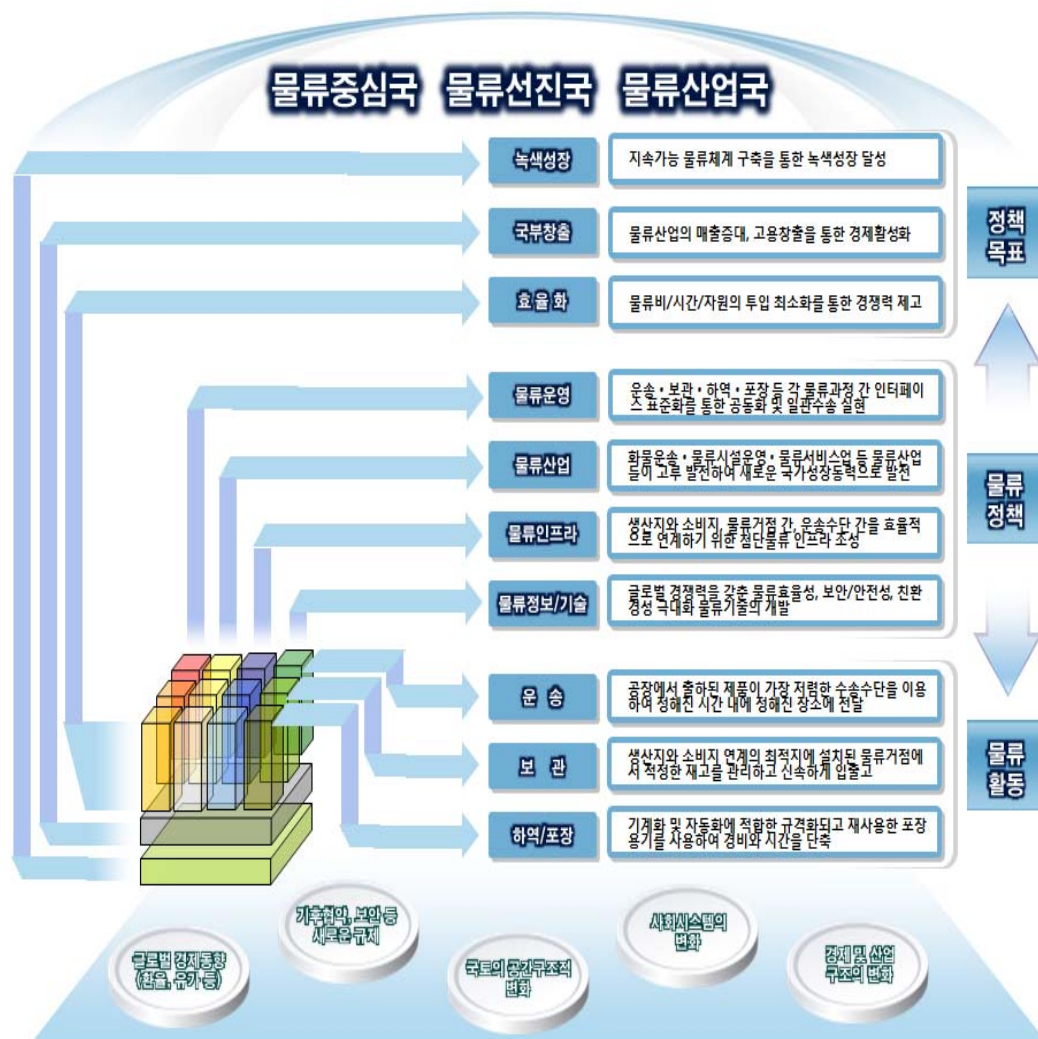 물류중심국 물류선진국 물류산업국
녹색성장
지속가능 물류체계 구축을 통한 녹색성장 달성
국부창출
물류산업의 매출증대, 고용창출을 통한 경제활성화
효율화
물류비/시간/자원의 투입 최소화를 통한 경쟁력 제고
정책
목표
물류운영
운송·보관·하역·포장 등 각 물류과정 간 인터페이
스 표준화를 통한 공동화 및 일관수송 실현
물류산업
화물운송·물류시설운영·물류서비스업 등 물류산업
들이 고루 발전하여 새로운 국가성장동력으로 발전
물류인프라
생산지와 소비지, 물류거점 간, 운송수단 간을 효율적
으로 연계하기 위한 첨단물류 인프라 조성
물류정보/기술
글로벌 경쟁력을 갖춘 물류효율성, 보안/안전성, 친환
경성 극대화 물류기술의 개발
물류
정책
운 송
공장에서 출하된 제품이 가장 저렴한 수송수단을 이용
하여 정해진 시간 내에 정해진 장소에 전달
보 관
생산지와 소비지 연계의 최적지에 설치된 물류거점에
서 적정한 재고를 관리하고 신속하게 입출고
하역/포장
기계화 및 자동화에 적합한 규격화되고 재사용한 포장
용기를 사용하여 경비와 시간을 단축
물류
활동
글로벌 경제동향
(환율, 유가 등)
기후협약, 보안 등
새로운 규제
국토의 공간구조적
변화
사회시스템의
변화
경제 및 산업
구조의 변화